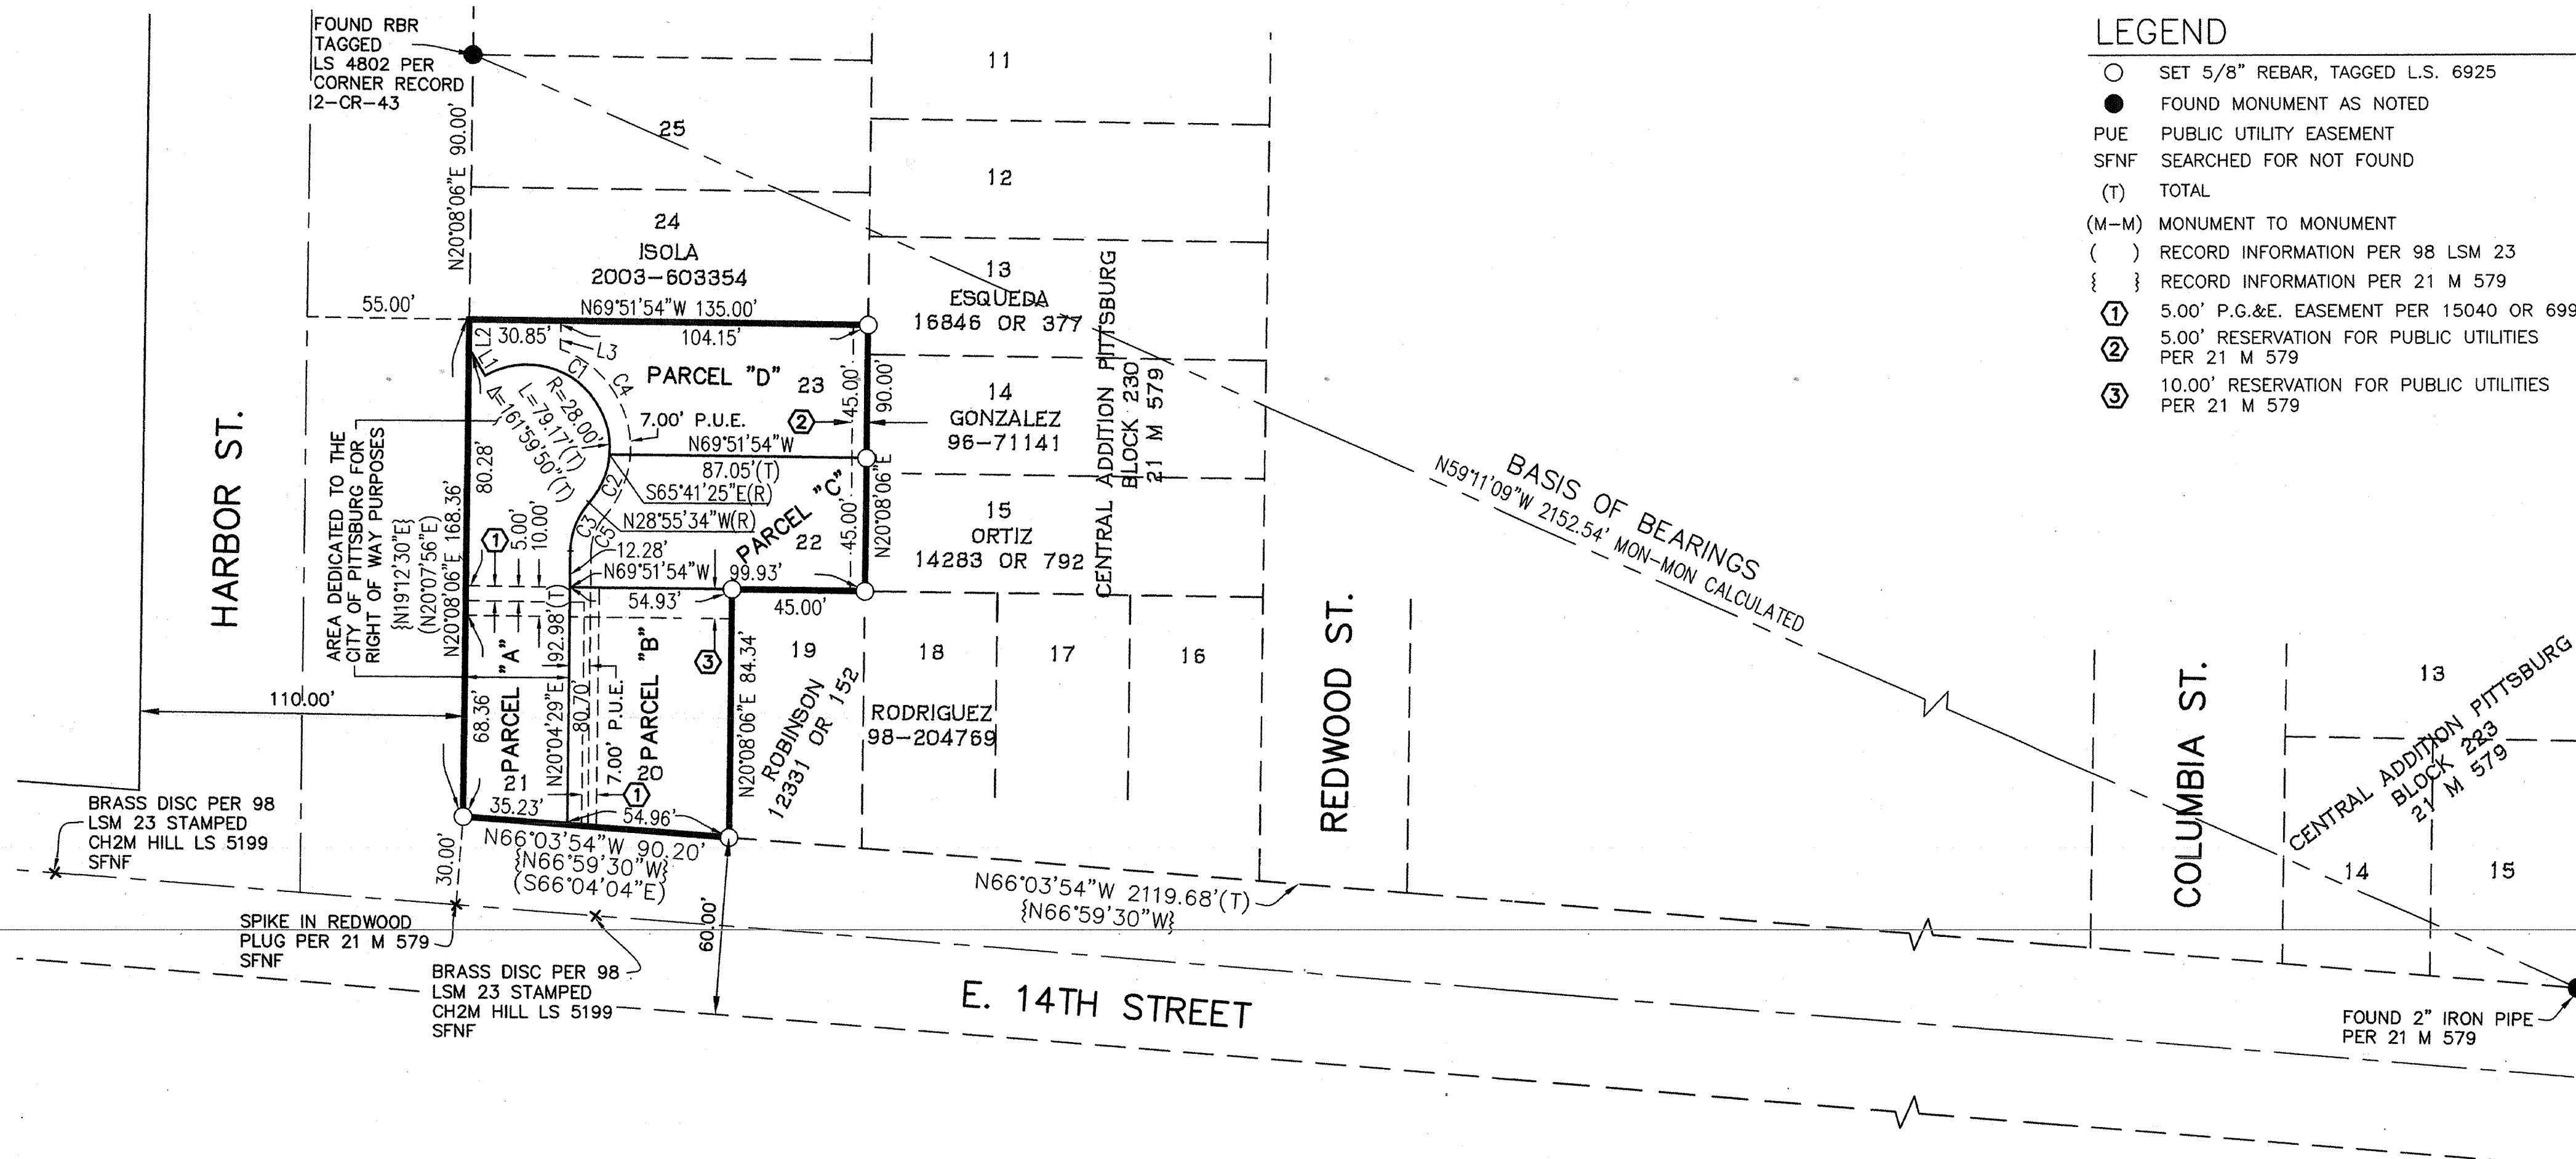 FOUND RBR
TAGGED
LS 4802 PER
CORNER RECORD
2-CR-43
N20°08'06"E 90.00'
25
11
12
24
ISOLA
2003-603354
N69°51'54"W 135.00'
55.00'
L2
30.85'
L3
104.15'
L1
C1
C4
R=28.00'
L=79.17'(T)
Δ=161°59'50"(T)
PARCEL "D"
23
45.00'
90.00'
7.00' P.U.E.
2
N69°51'54"W
87.05'(T)
S65°41'25"E(R)
C2
N28°55'34"W(R)
C3
C5
PARCEL "C"
22
45.00'
N20°08'06"E
12.28'
N69°51'54"W
99.93'
54.93'
45.00'
13
ESQUEDA
16846 OR 377
14
GONZALEZ
96-71141
15
ORTIZ
14283 OR 792
CENTRAL ADDITION PITTSBURG
BLOCK 230
21 M 579
HARBOR ST.
AREA DEDICATED TO THE
CITY OF PITTSBURG FOR
RIGHT OF WAY PURPOSES
80.28'
{N19°12'30"E}
(N20°07'56"E)
N20°08'06"E 168.36'
1
5.00'
10.00'
110.00'
68.36'
PARCEL "A"
21
N20°04'29"E
92.98'(T)
80.70'
7.00' P.U.E.
PARCEL "B"
20
1
3
N20°08'06"E 84.34'
19
ROBINSON
12331 OR 152
18
RODRIGUEZ
98-204769
17
16
35.23'
54.96'
N66°03'54"W 90.20'
{N66°59'30"W}
(S66°04'04"E)
30.00'
60.00'
BRASS DISC PER 98
LSM 23 STAMPED
CH2M HILL LS 5199
SFNF
SPIKE IN REDWOOD
PLUG PER 21 M 579
SFNF
BRASS DISC PER 98
LSM 23 STAMPED
CH2M HILL LS 5199
SFNF
N66°03'54"W 2119.68'(T)
{N66°59'30"W}
E. 14TH STREET
REDWOOD ST.
BASIS OF BEARINGS
N59°11'09"W 2152.54' MON-MON CALCULATED
COLUMBIA ST.
13
CENTRAL ADDITION PITTSBURG
BLOCK 223
21 M 579
14
15
FOUND 2" IRON PIPE
PER 21 M 579
LEGEND
SET 5/8" REBAR, TAGGED L.S. 6925
FOUND MONUMENT AS NOTED
PUE PUBLIC UTILITY EASEMENT
SFNF SEARCHED FOR NOT FOUND
(T) TOTAL
(M-M) MONUMENT TO MONUMENT
( ) RECORD INFORMATION PER 98 LSM 23
{ } RECORD INFORMATION PER 21 M 579
1 5.00' P.G.&E. EASEMENT PER 15040 OR 699
2 5.00' RESERVATION FOR PUBLIC UTILITIES
PER 21 M 579
3 10.00' RESERVATION FOR PUBLIC UTILITIES
PER 21 M 579